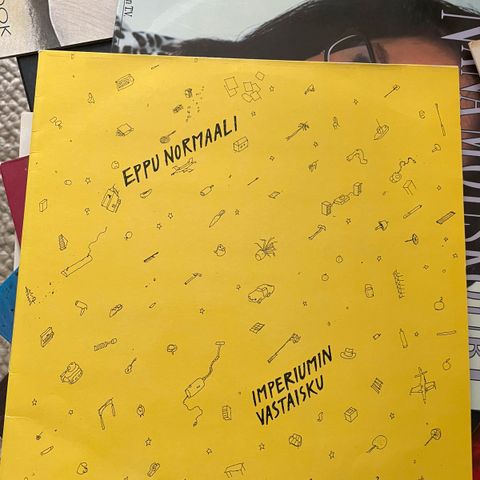 EPPU NORMAALI
IMPERIUMIN
VASTAISKU